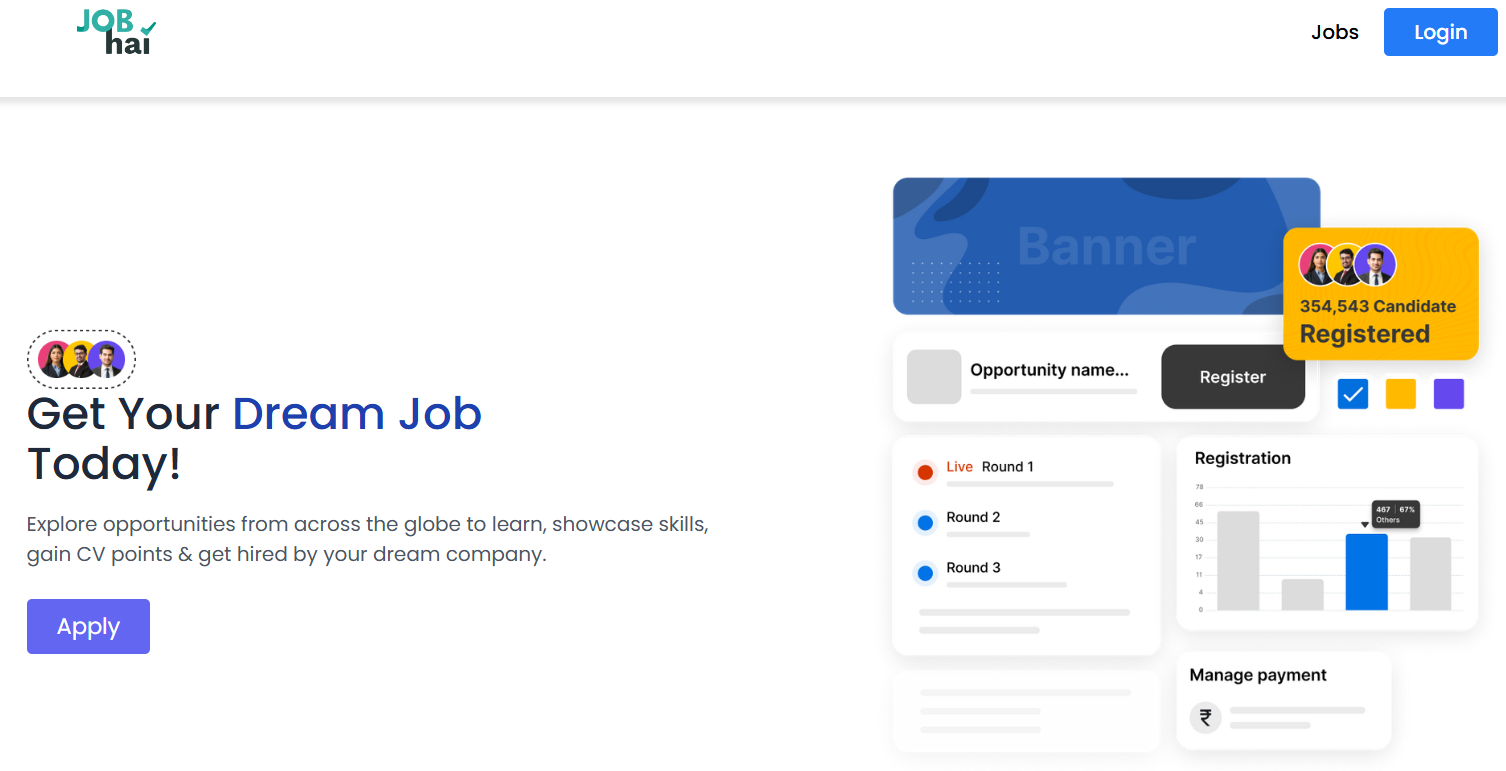 JOB
hai
Jobs
Login
Get Your Dream Job
Today!
Explore opportunities from across the globe to learn, showcase skills,
gain CV points & get hired by your dream company.
Apply
Banner
354,543 Candidate
Registered
Opportunity name...
Register
Live Round 1
Round 2
Round 3
Registration
78
66
45
30
17
11
4
0
467 | 67%
Others
Manage payment
₹